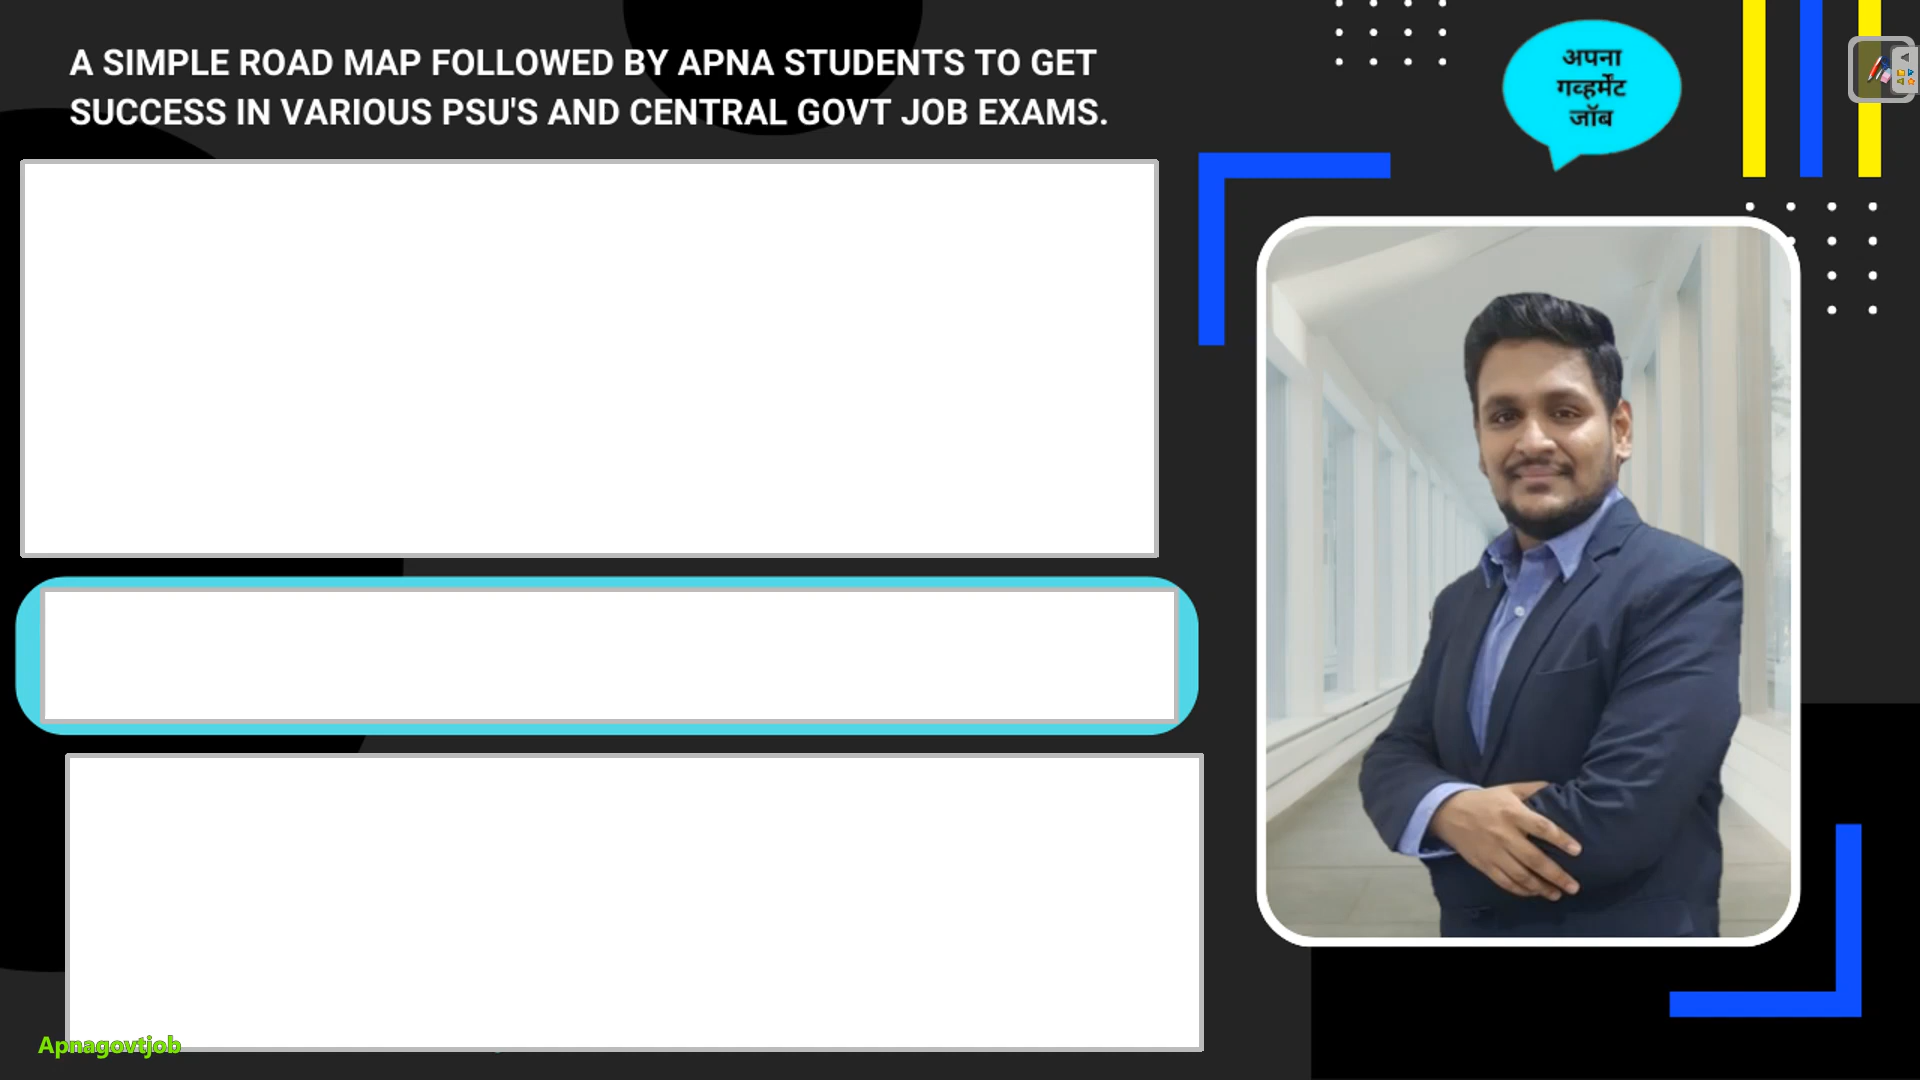 A SIMPLE ROAD MAP FOLLOWED BY APNA STUDENTS TO GET
SUCCESS IN VARIOUS PSU'S AND CENTRAL GOVT JOB EXAMS.
अपना
गव्हर्मेंट
जॉब
Apnagovtjob